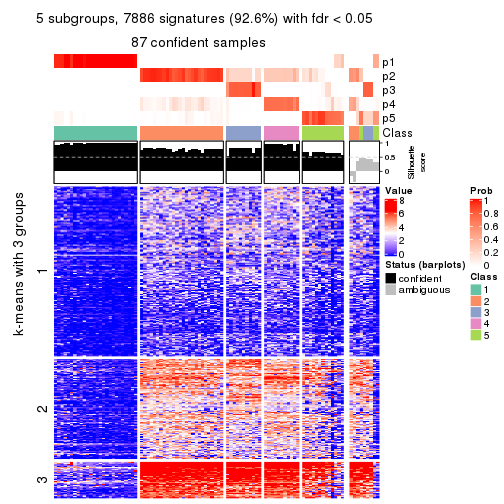 5 subgroups, 7886 signatures (92.6%) with fdr < 0.05
87 confident samples
p1
p2
p3
p4
p5
Class
1
0.5
0
Silhouette
score
k-means with 3 groups
1
2
3
Value
8
6
4
2
0
Status (barplots)
confident
ambiguous
Prob
1
0.8
0.6
0.4
0.2
0
Class
1
2
3
4
5